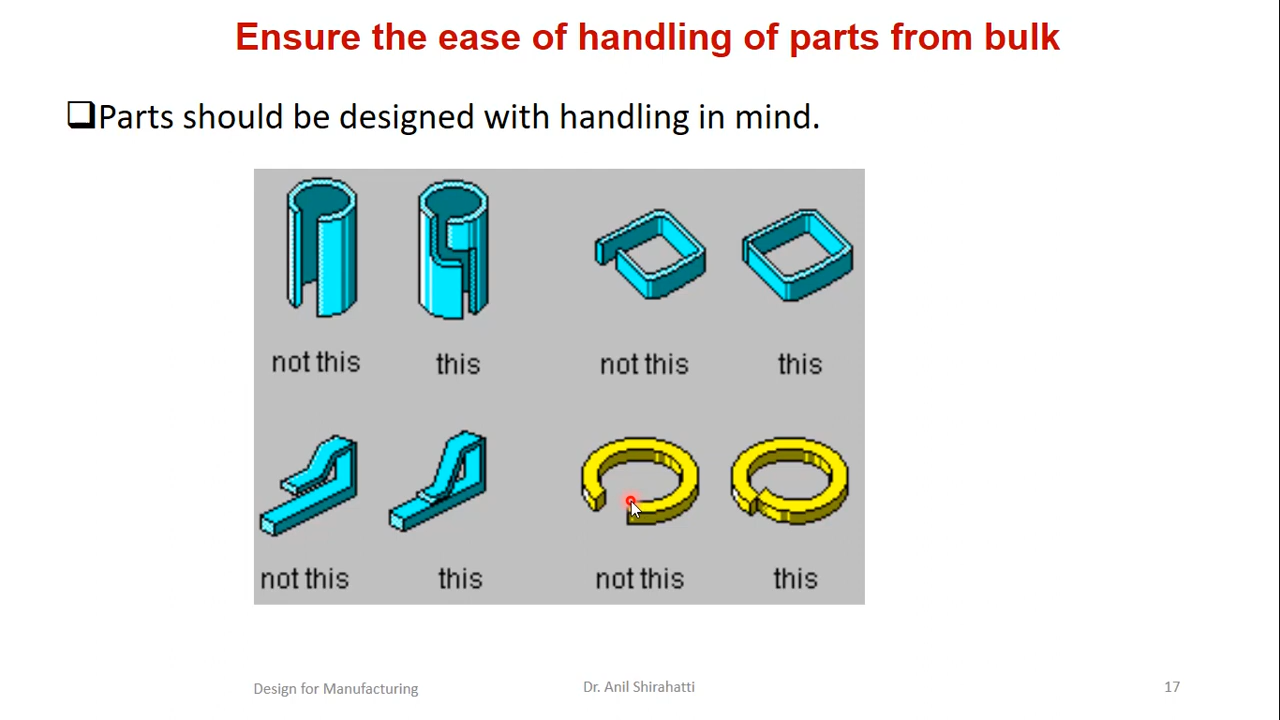 Ensure the ease of handling of parts from bulk
❑Parts should be designed with handling in mind.
not this this not this this
not this this not this this
Design for Manufacturing Dr. Anil Shirahatti 17